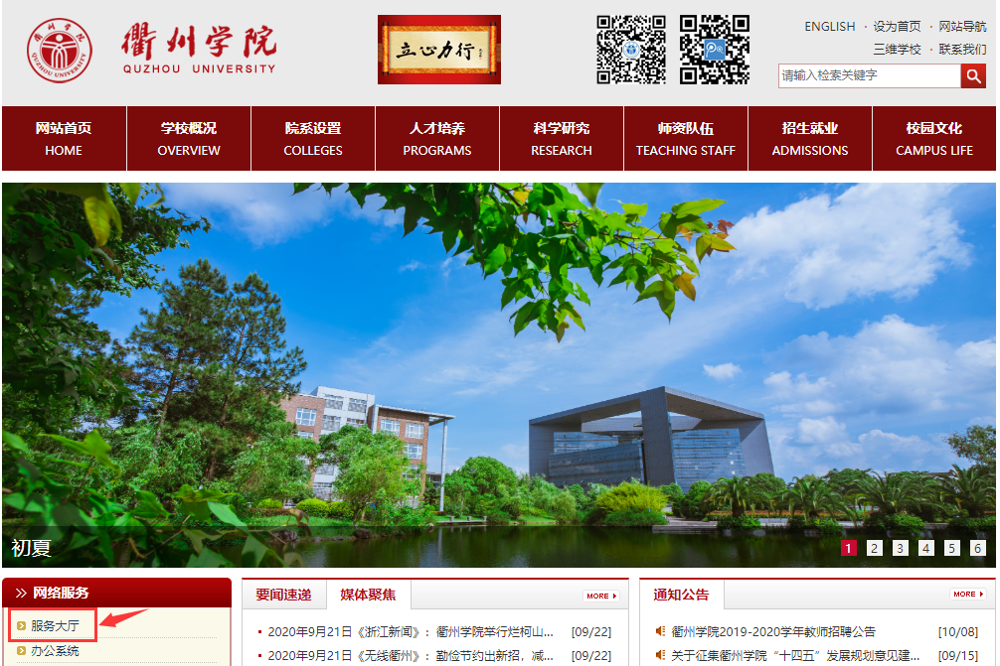 衢州学院
QUZHOU UNIVERSITY
立心力行
ENGLISH · 设为首页 · 网站导航
三维学校 · 联系我们
请输入检索关键字
网站首页 学校概况 院系设置 人才培养 科学研究 师资队伍 招生就业 校园文化
HOME OVERVIEW COLLEGES PROGRAMS RESEARCH TEACHING STAFF ADMISSIONS CAMPUS LIFE
初夏
1 2 3 4 5 6
网络服务
服务大厅
办公系统
要闻速递 媒体聚焦 MORE
2020年9月21日《浙江新闻》：衢州学院举行烂柯山... [09/22]
2020年9月21日《无线衢州》：勤俭节约出新招，减... [09/22]
通知公告 MORE
衢州学院2019-2020学年教师招聘公告 [10/08]
关于征集衢州学院“十四五”发展规划意见建... [09/15]